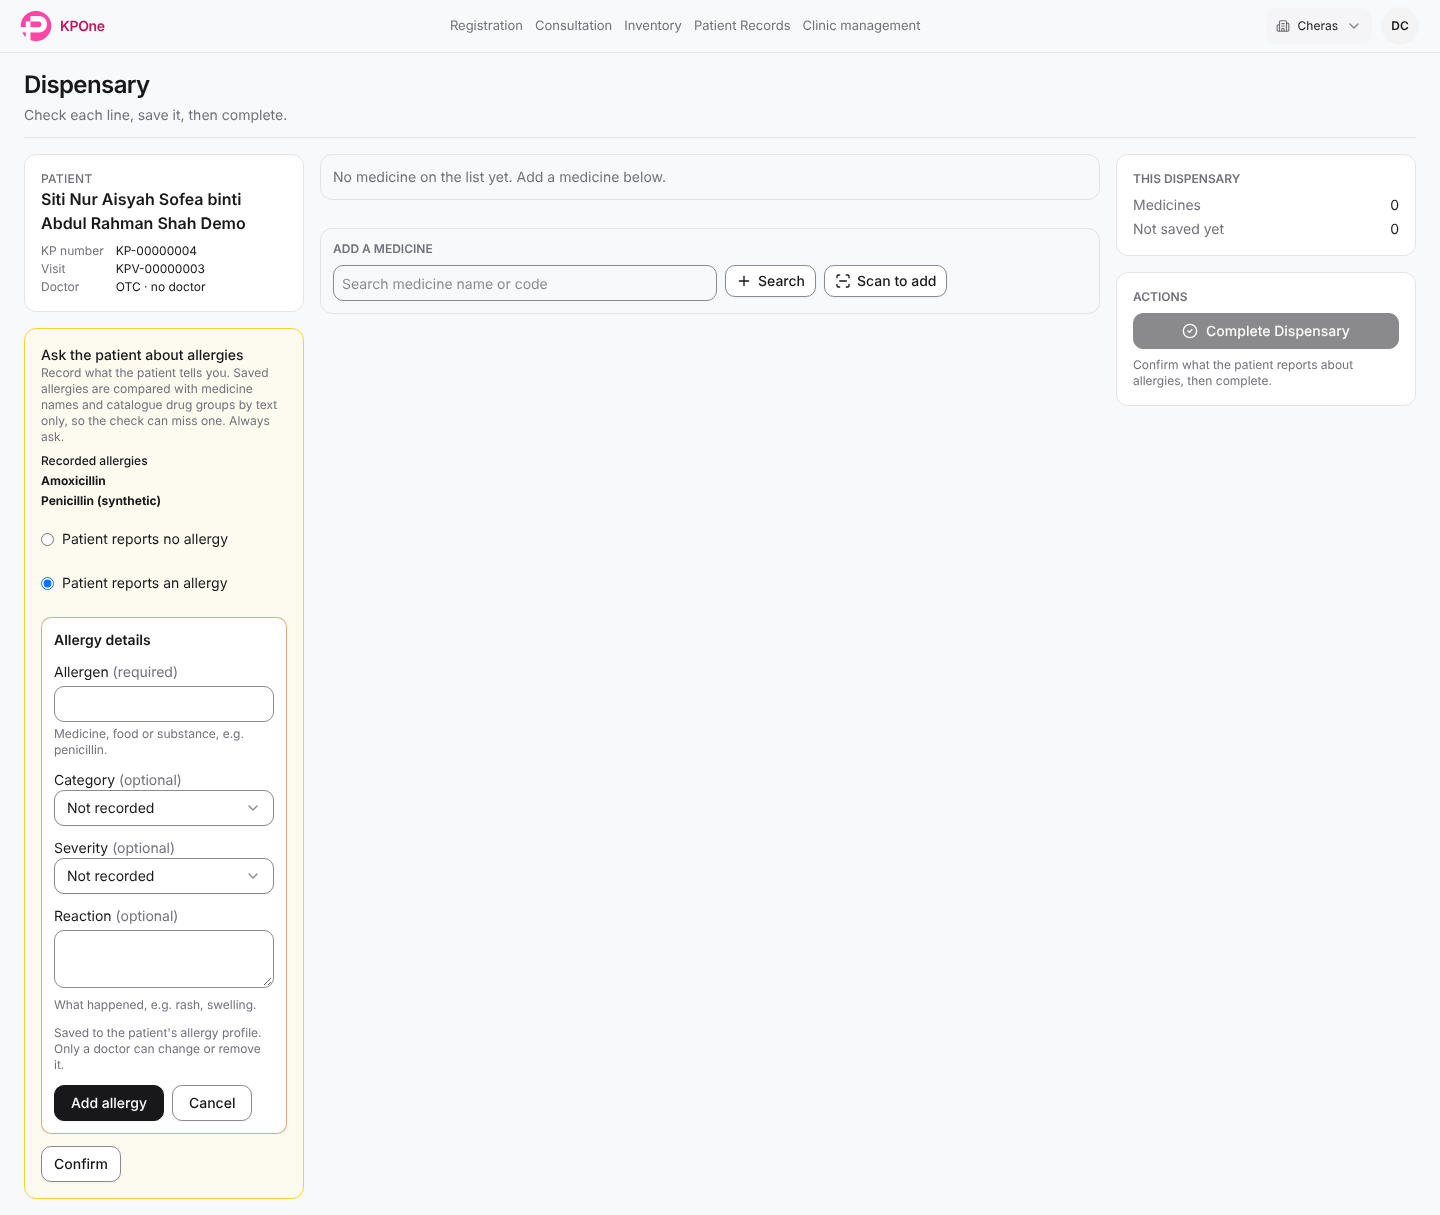 KPOne
Registration
Consultation
Inventory
Patient Records
Clinic management
Cheras
DC
Dispensary
Check each line, save it, then complete.
PATIENT
Siti Nur Aisyah Sofea binti
Abdul Rahman Shah Demo
KP number KP-00000004
Visit KPV-00000003
Doctor OTC · no doctor
Ask the patient about allergies
Record what the patient tells you. Saved
allergies are compared with medicine
names and catalogue drug groups by text
only, so the check can miss one. Always
ask.
Recorded allergies
Amoxicillin
Penicillin (synthetic)
Patient reports no allergy
Patient reports an allergy
Allergy details
Allergen (required)
Medicine, food or substance, e.g.
penicillin.
Category (optional)
Not recorded
Severity (optional)
Not recorded
Reaction (optional)
What happened, e.g. rash, swelling.
Saved to the patient's allergy profile.
Only a doctor can change or remove
it.
Add allergy
Cancel
Confirm
No medicine on the list yet. Add a medicine below.
ADD A MEDICINE
Search medicine name or code
Search
Scan to add
THIS DISPENSARY
Medicines 0
Not saved yet 0
ACTIONS
Complete Dispensary
Confirm what the patient reports about
allergies, then complete.